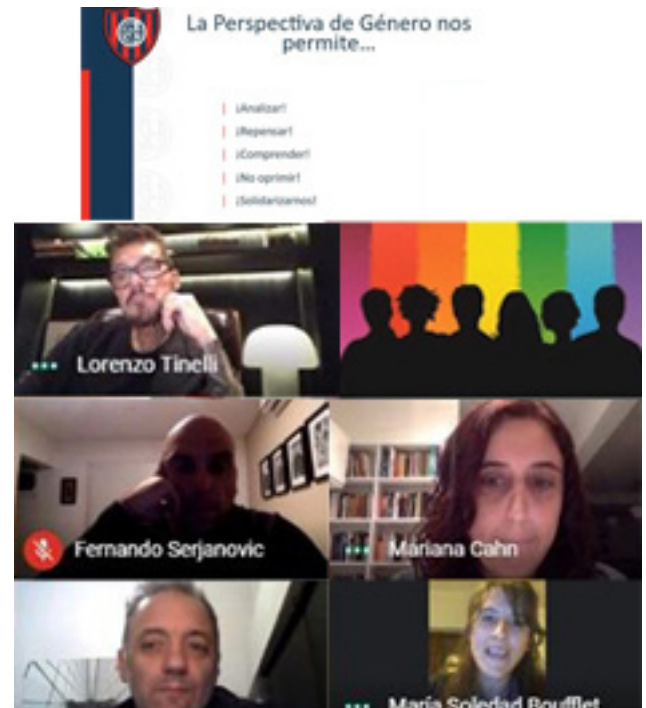 La Perspectiva de Género nos
permite...
¡Analizar!
¡Repensar!
¡Comprender!
¡No oprimir!
¡Solidarizarnos!
Lorenzo Tinelli
Fernando Serjanovic
Mariana Cahn
María Soledad Boufflet